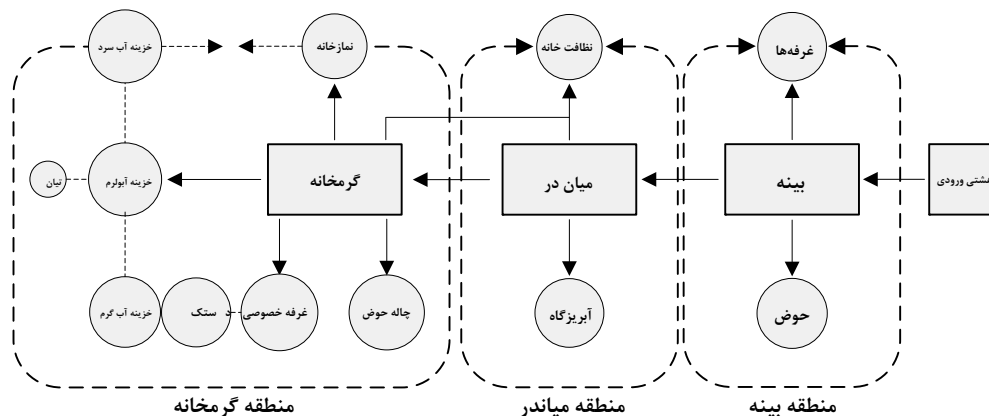 غرفه‌ها
نظافت خانه
نمازخانه
خزینه آب سرد
هشتی ورودی
بینه
میان در
گرمخانه
خزینه آبولرم
تیان
حوض
آبریزگاه
چاله حوض
غرفه خصوصی
د ستک
خزینه آب گرم
منطقه بینه
منطقه میاندر
منطقه گرمخانه